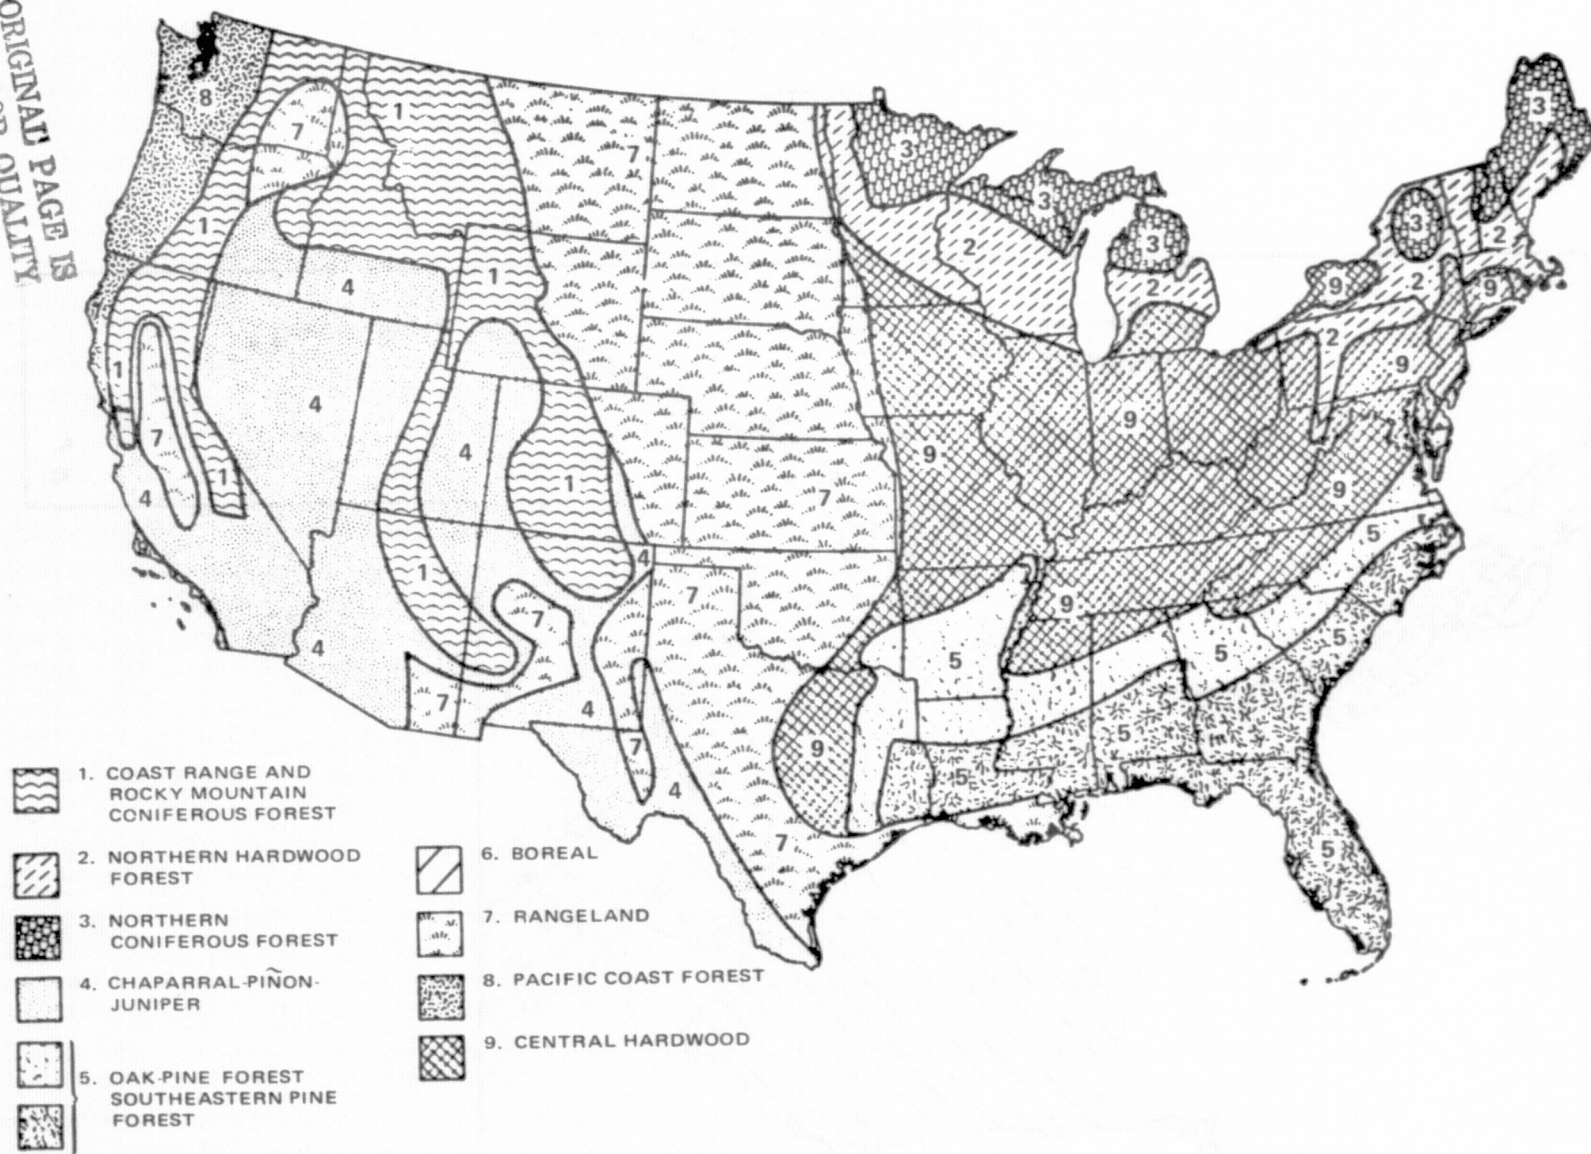 ORIGINAL PAGE IS
QUALITY
8
1
7
7
3
3
3
3
3
2
2
1
4
1
2
2
9
9
2
1
4
9
9
7
4
1
1
4
7
9
9
5
4
1
7
7
9
5
5
5
4
7
4
7
9
5
5
4
7
5
1. COAST RANGE AND
ROCKY MOUNTAIN
CONIFEROUS FOREST
2. NORTHERN HARDWOOD
FOREST
3. NORTHERN
CONIFEROUS FOREST
4. CHAPARRAL-PIÑON-
JUNIPER
5. OAK-PINE FOREST
SOUTHEASTERN PINE
FOREST
6. BOREAL
7. RANGELAND
8. PACIFIC COAST FOREST
9. CENTRAL HARDWOOD